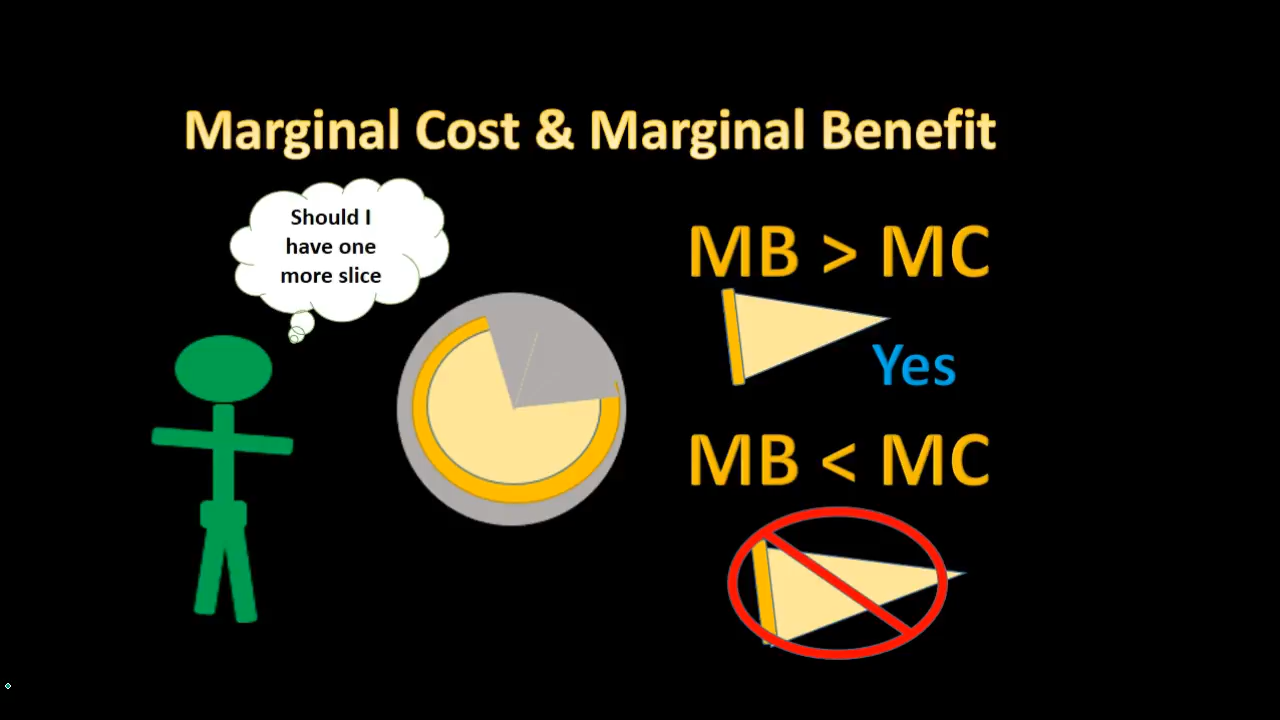 Marginal Cost & Marginal Benefit
Should I
have one
more slice
MB > MC
Yes
MB < MC